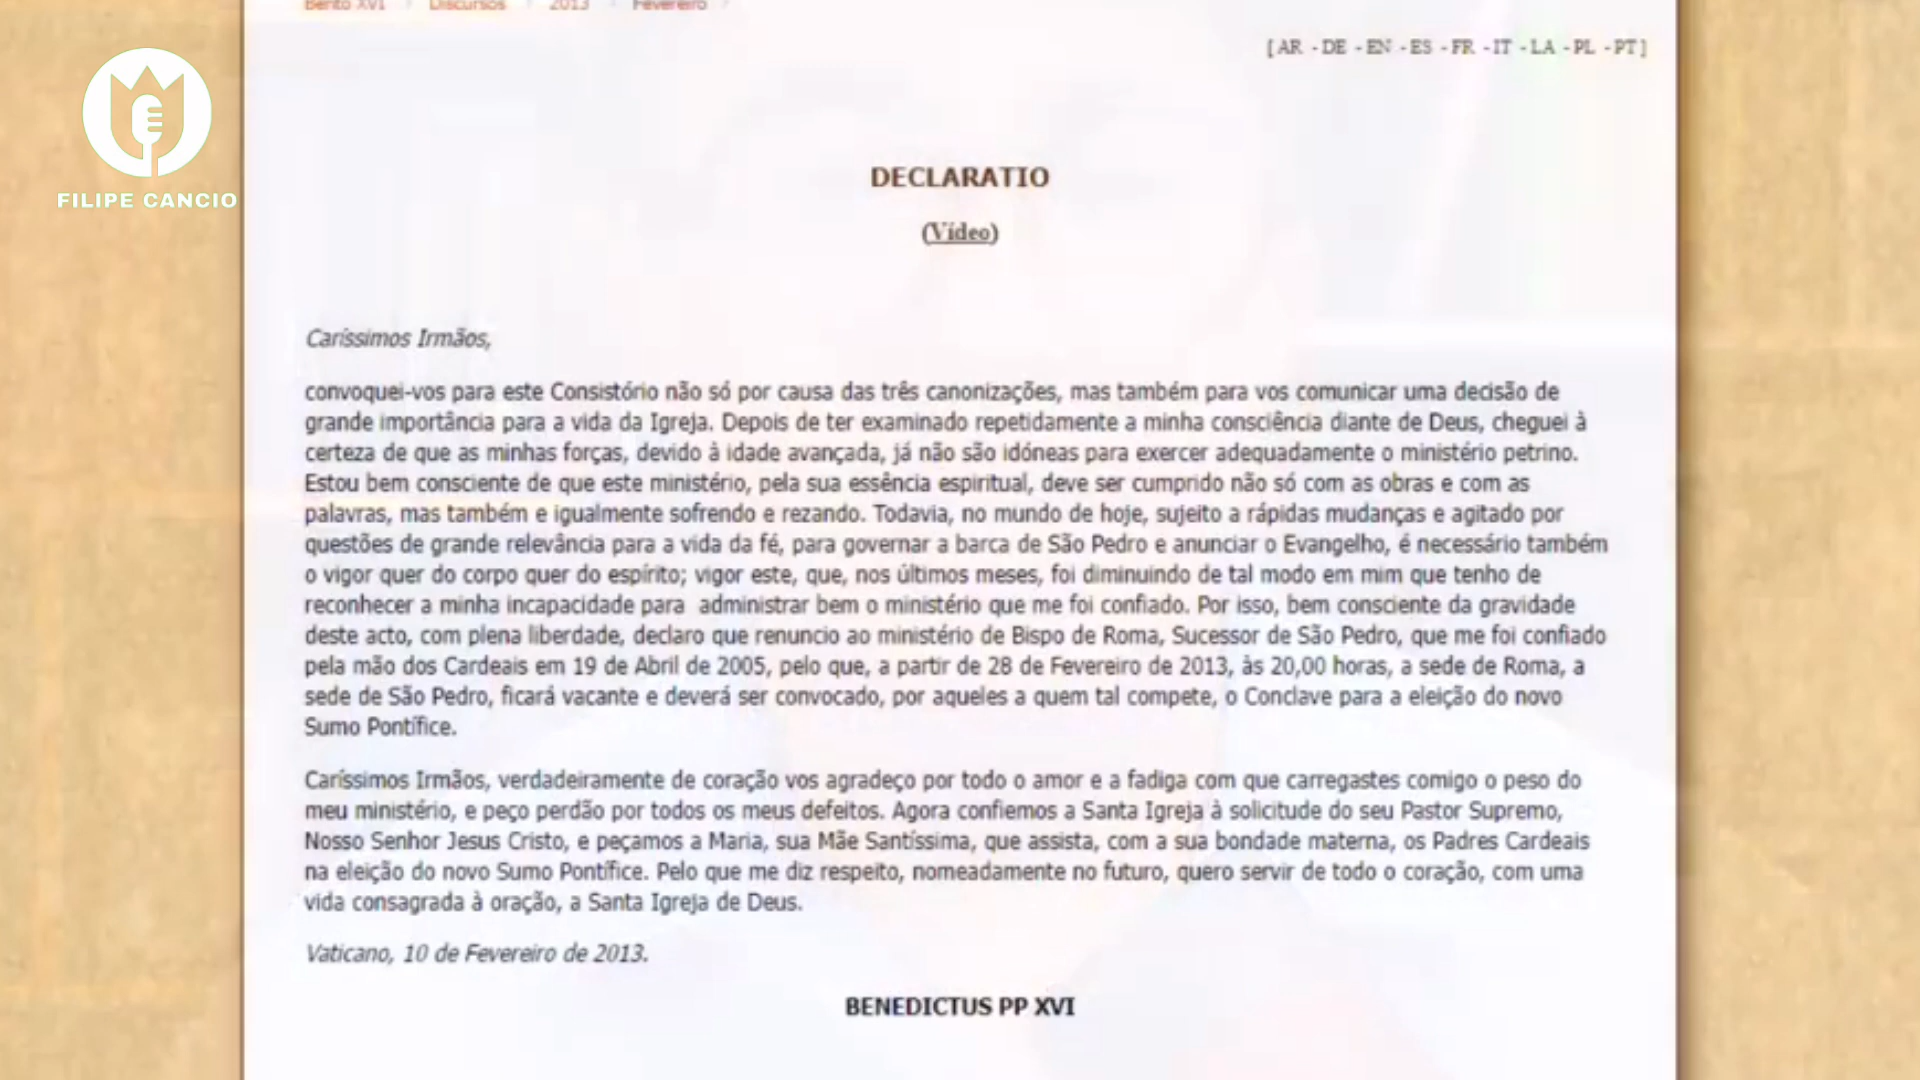 Bento XVI Discursos 2013 Fevereiro
[ AR - DE - EN - ES - FR - IT - LA - PL - PT ]
FILIPE CANCIO
DECLARATIO
(Vídeo)
Caríssimos Irmãos,
convoquei-vos para este Consistório não só por causa das três canonizações, mas também para vos comunicar uma decisão de
grande importância para a vida da Igreja. Depois de ter examinado repetidamente a minha consciência diante de Deus, cheguei à
certeza de que as minhas forças, devido à idade avançada, já não são idóneas para exercer adequadamente o ministério petrino.
Estou bem consciente de que este ministério, pela sua essência espiritual, deve ser cumprido não só com as obras e com as
palavras, mas também e igualmente sofrendo e rezando. Todavia, no mundo de hoje, sujeito a rápidas mudanças e agitado por
questões de grande relevância para a vida da fé, para governar a barca de São Pedro e anunciar o Evangelho, é necessário também
o vigor quer do corpo quer do espírito; vigor este, que, nos últimos meses, foi diminuindo de tal modo em mim que tenho de
reconhecer a minha incapacidade para administrar bem o ministério que me foi confiado. Por isso, bem consciente da gravidade
deste acto, com plena liberdade, declaro que renuncio ao ministério de Bispo de Roma, Sucessor de São Pedro, que me foi confiado
pela mão dos Cardeais em 19 de Abril de 2005, pelo que, a partir de 28 de Fevereiro de 2013, às 20,00 horas, a sede de Roma, a
sede de São Pedro, ficará vacante e deverá ser convocado, por aqueles a quem tal compete, o Conclave para a eleição do novo
Sumo Pontífice.
Caríssimos Irmãos, verdadeiramente de coração vos agradeço por todo o amor e a fadiga com que carregastes comigo o peso do
meu ministério, e peço perdão por todos os meus defeitos. Agora confiemos a Santa Igreja à solicitude do seu Pastor Supremo,
Nosso Senhor Jesus Cristo, e peçamos a Maria, sua Mãe Santíssima, que assista, com a sua bondade materna, os Padres Cardeais
na eleição do novo Sumo Pontífice. Pelo que me diz respeito, nomeadamente no futuro, quero servir de todo o coração, com uma
vida consagrada à oração, a Santa Igreja de Deus.
Vaticano, 10 de Fevereiro de 2013.
BENEDICTUS PP XVI